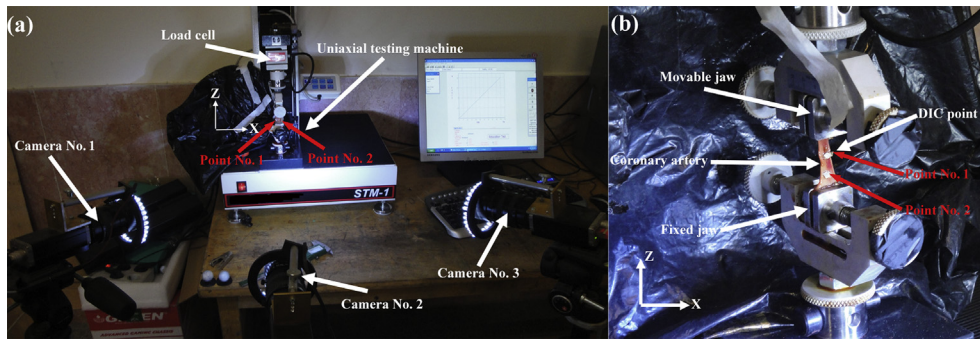 (a)
Load cell
Uniaxial testing machine
Z
X
Point No. 1
Point No. 2
Camera No. 1
STM-1
Camera No. 3
Camera No. 2
(b)
Movable jaw
DIC point
Coronary artery
Point No. 1
Point No. 2
Fixed jaw
Z
X